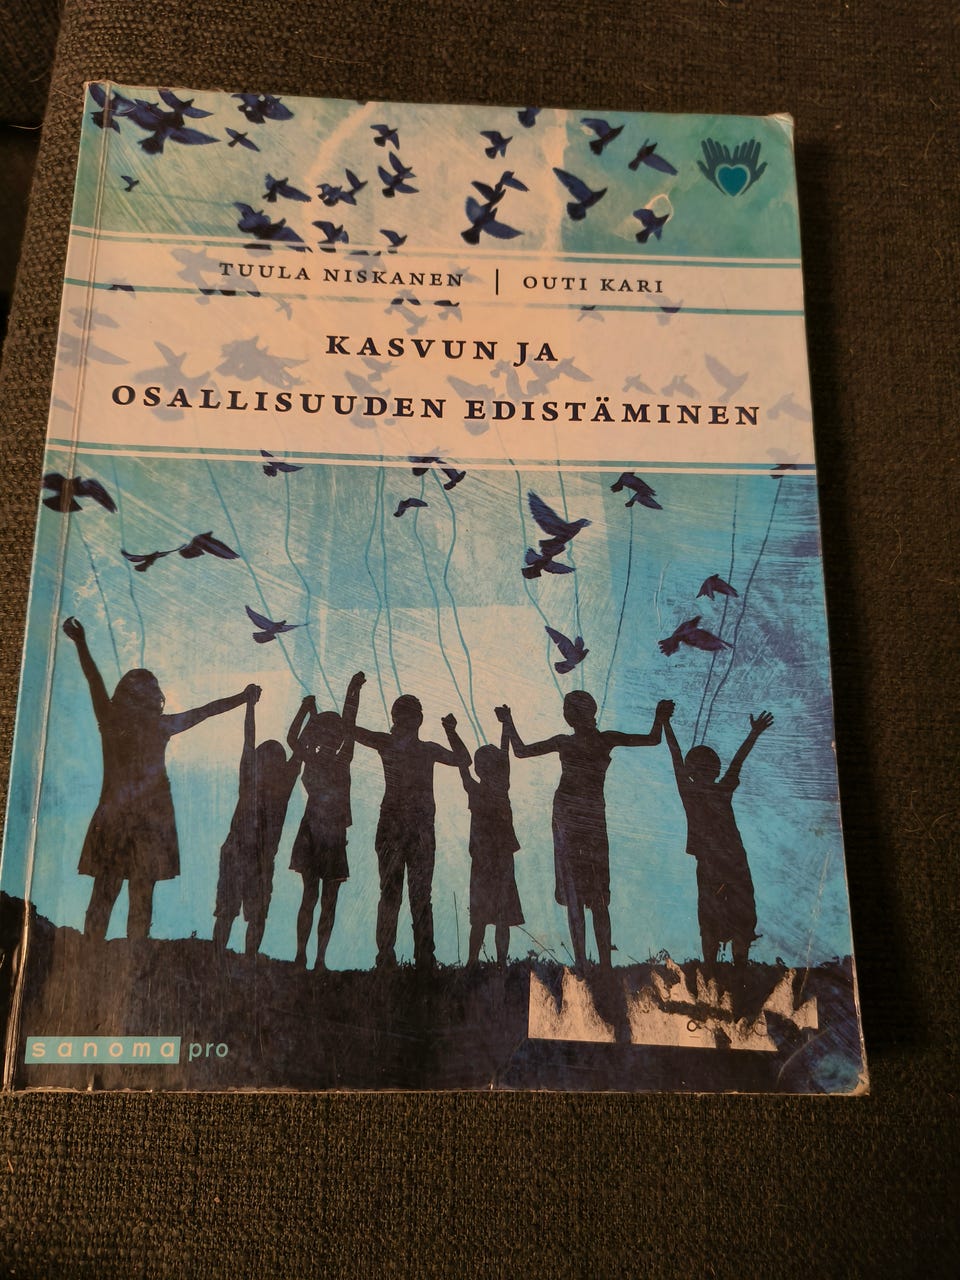 TUULA NISKANEN | OUTI KARI
KASVUN JA
OSALLISUUDEN EDISTÄMINEN
sanoma pro